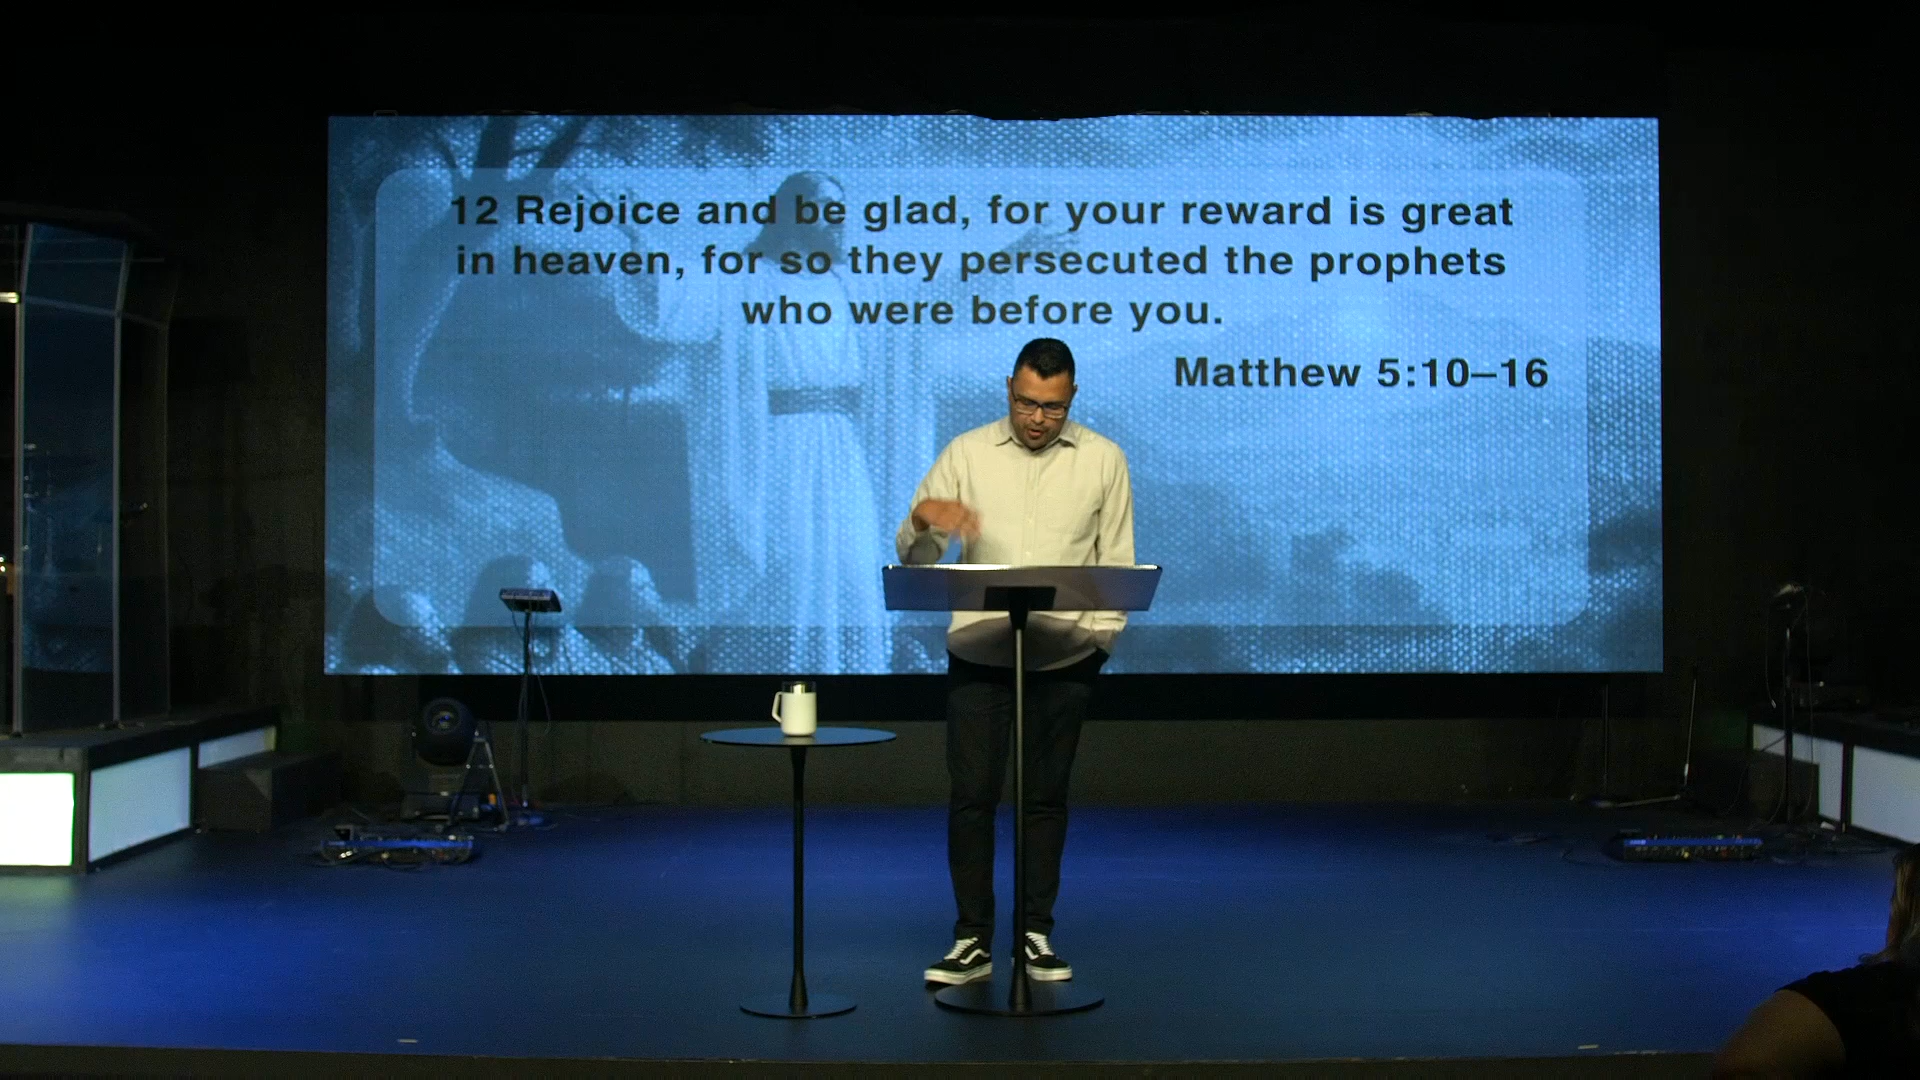 12 Rejoice and be glad, for your reward is great
in heaven, for so they persecuted the prophets
who were before you.
Matthew 5:10–16